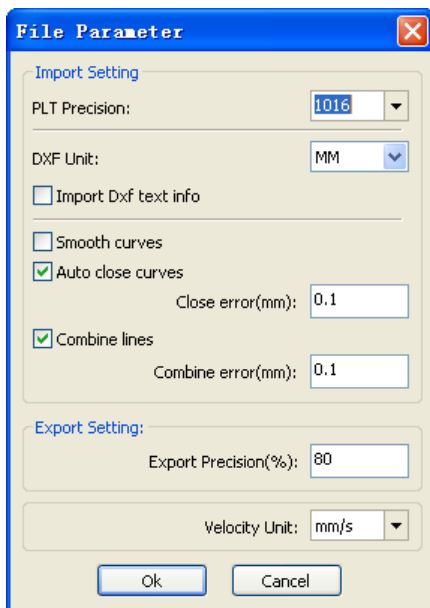 File Parameter
Import Setting
PLT Precision: 1016
DXF Unit: MM
Import Dxf text info
Smooth curves
Auto close curves
Close error(mm): 0.1
Combine lines
Combine error(mm): 0.1
Export Setting:
Export Precision(%): 80
Velocity Unit: mm/s
Ok Cancel